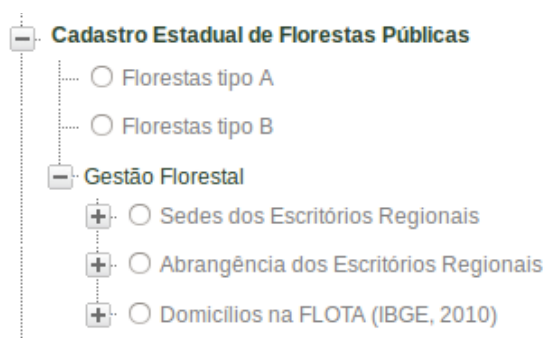 Cadastro Estadual de Florestas Públicas
Florestas tipo A
Florestas tipo B
Gestão Florestal
Sedes dos Escritórios Regionais
Abrangência dos Escritórios Regionais
Domicílios na FLOTA (IBGE, 2010)